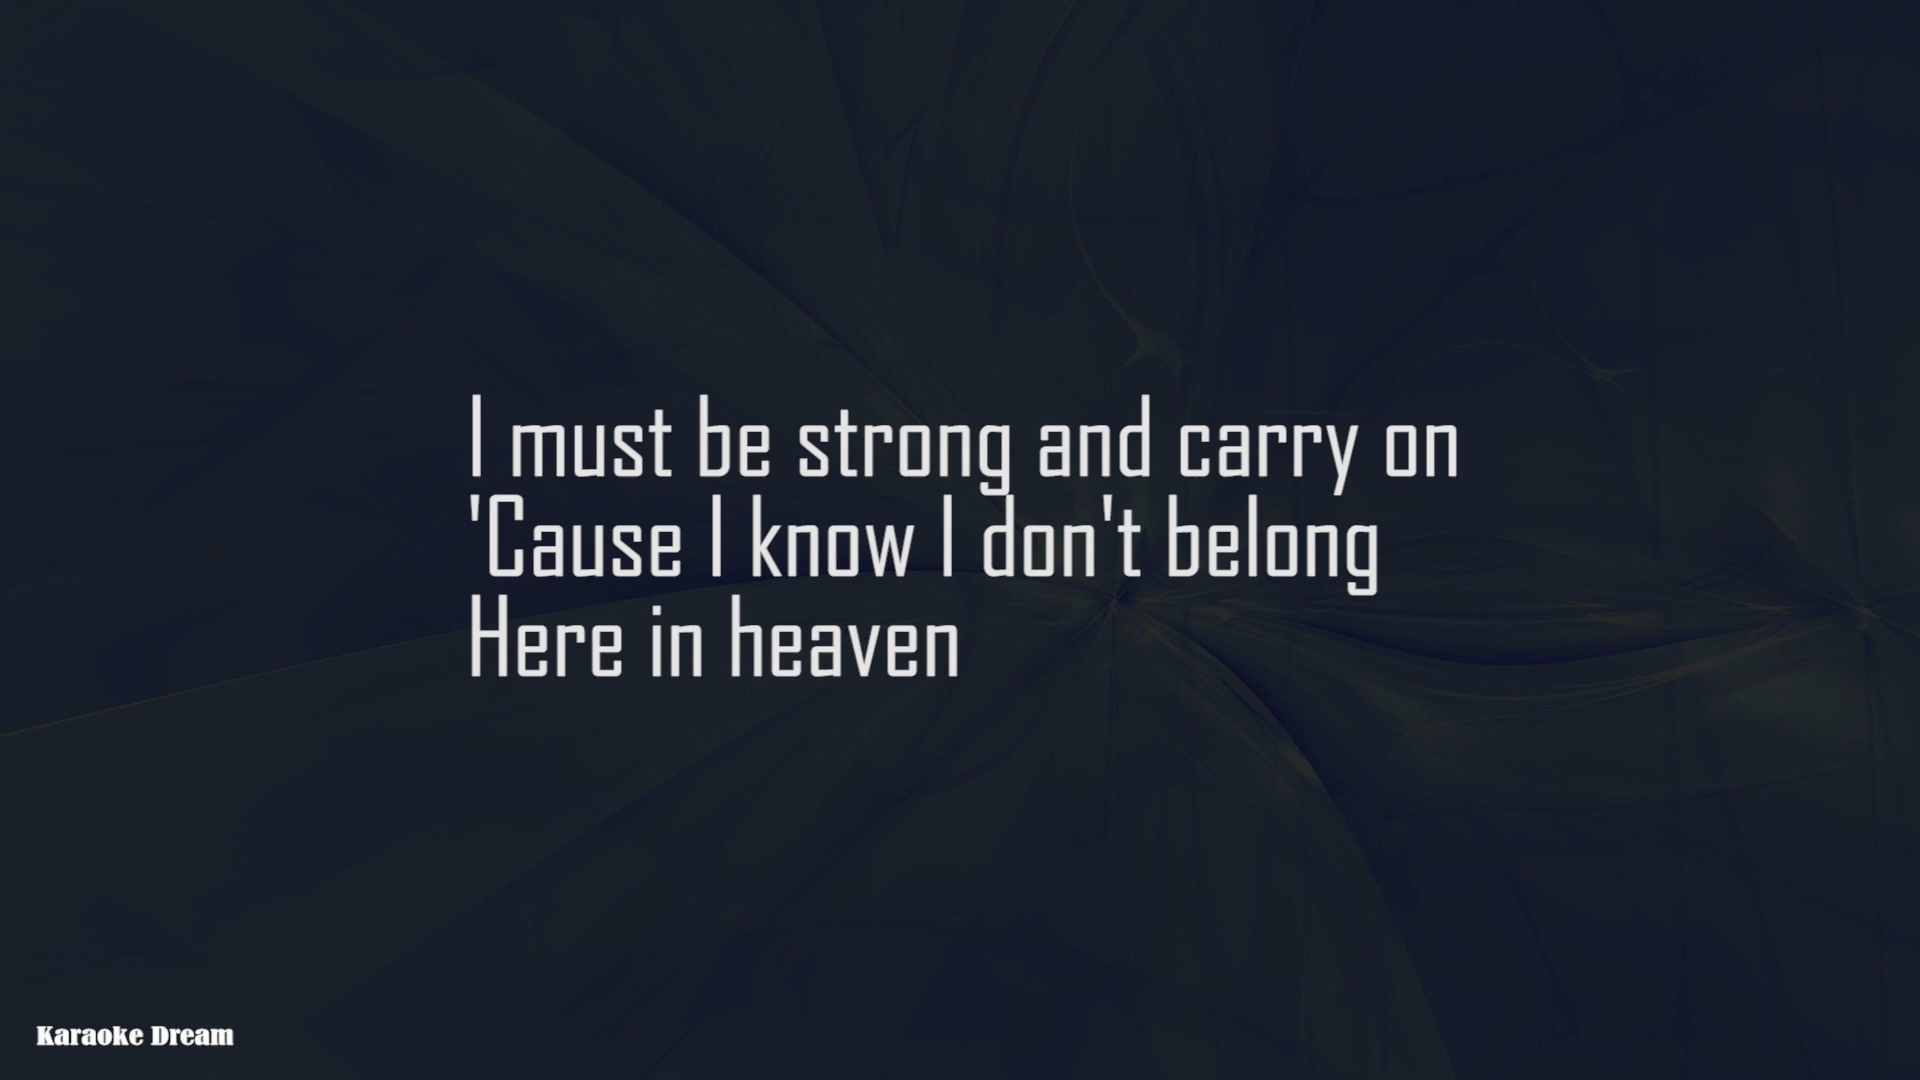 I must be strong and carry on
'Cause I know I don't belong
Here in heaven
Karaoke Dream